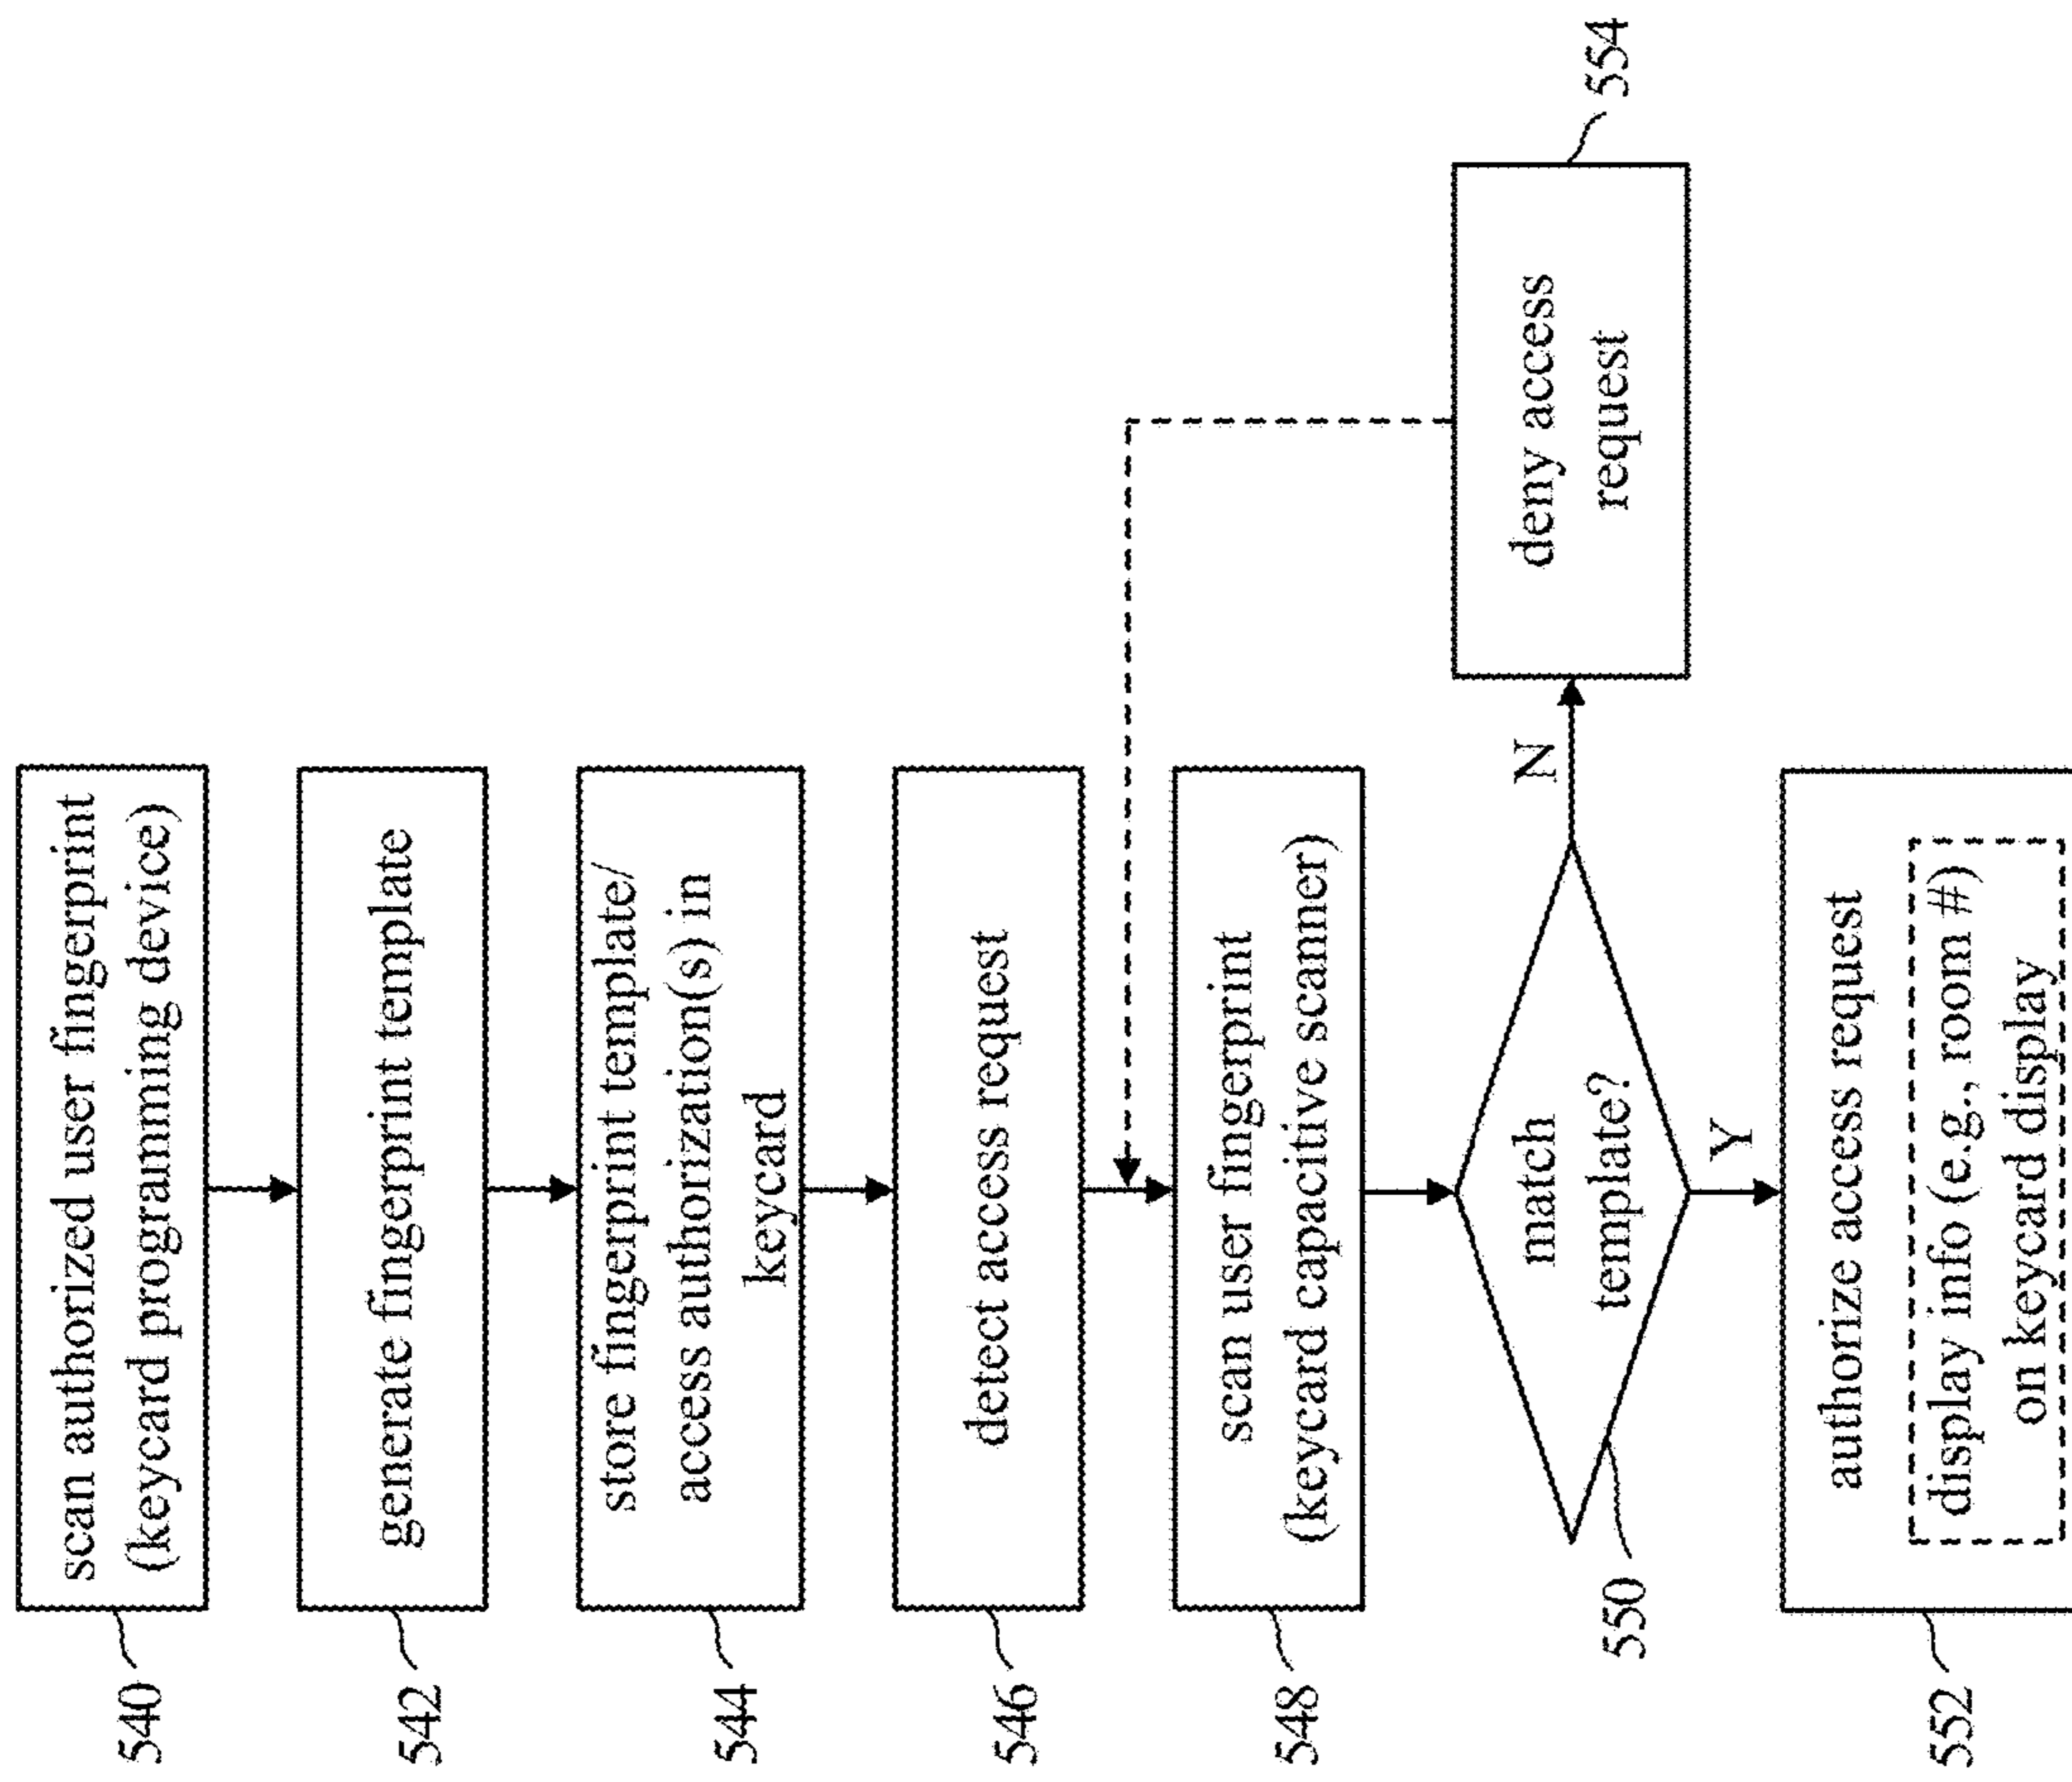 540
scan authorized user fingerprint
(keycard programming device)
542
generate fingerprint template
544
store fingerprint template/
access authorization(s) in
keycard
546
detect access request
548
scan user fingerprint
(keycard capacitive scanner)
550
match
template?
N
554
deny access
request
Y
552
authorize access request
display info (e.g., room #)
on keycard display